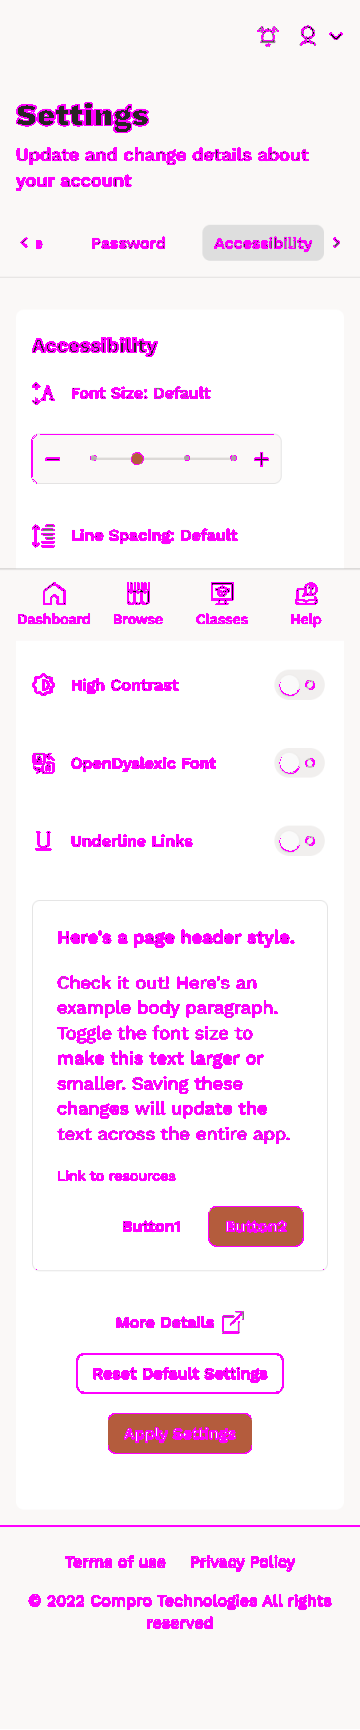 Settings
Update and change details about
your account
Password
Accessibility
Accessibility
Font Size: Default
Line Spacing: Default
Dashboard
Browse
Classes
Help
High Contrast
OpenDyslexic Font
Underline Links
Here's a page header style.
Check it out! Here's an
example body paragraph.
Toggle the font size to
make this text larger or
smaller. Saving these
changes will update the
text across the entire app.
Link to resources
Button1
Button2
More Details
Reset Default Settings
Apply Settings
Terms of use
Privacy Policy
© 2022 Compro Technologies All rights
reserved